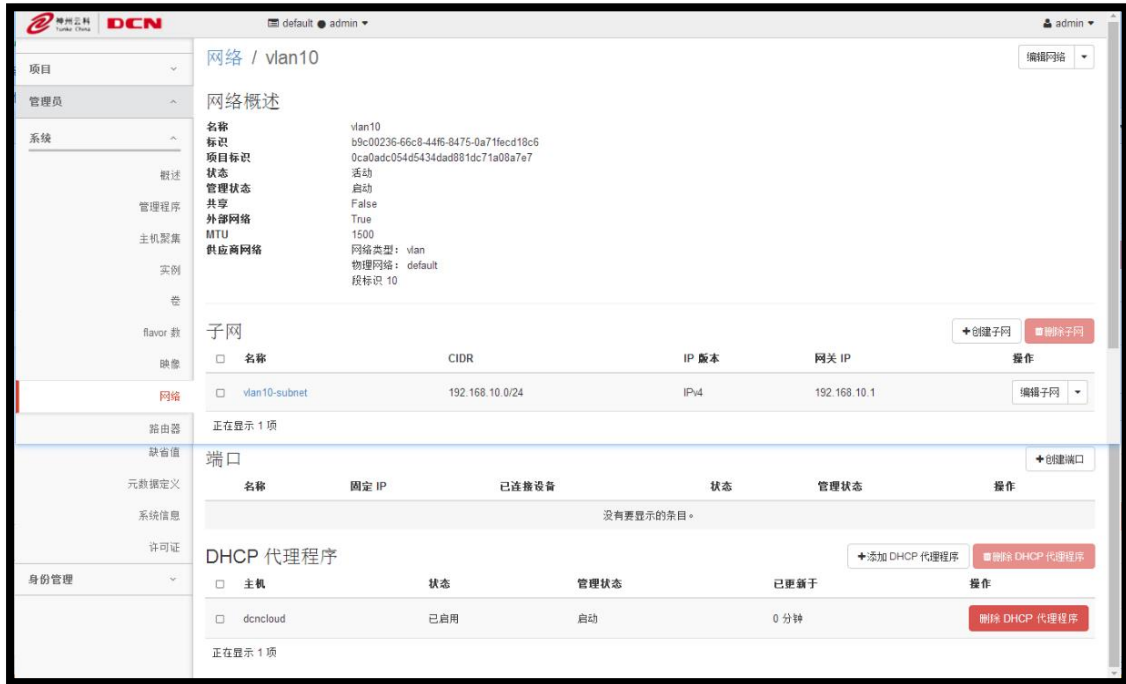 神州云科 Yunke China DCN default ● admin admin
项目
管理员
系统
概述
管理程序
主机聚集
实例
卷
flavor 数
映像
网络
路由器
缺省值
元数据定义
系统信息
许可证
身份管理
网络 / vlan10 编辑网络
网络概述
名称 vlan10
标识 b9c00236-66c8-44f6-8475-0a71fecd18c6
项目标识 0ca0adc054d5434dad881dc71a08a7e7
状态 活动
管理状态 启动
共享 False
外部网络 True
MTU 1500
供应商网络 网络类型: vlan
物理网络: default
段标识 10
子网 +创建子网 删除子网
名称 CIDR IP 版本 网关 IP 操作
vlan10-subnet 192.168.10.0/24 IPv4 192.168.10.1 编辑子网
正在显示 1 项
端口 +创建端口
名称 固定 IP 已连接设备 状态 管理状态 操作
没有要显示的条目。
DHCP 代理程序 +添加 DHCP 代理程序 删除 DHCP 代理程序
主机 状态 管理状态 已更新于 操作
dcncloud 已启用 启动 0 分钟 删除 DHCP 代理程序
正在显示 1 项